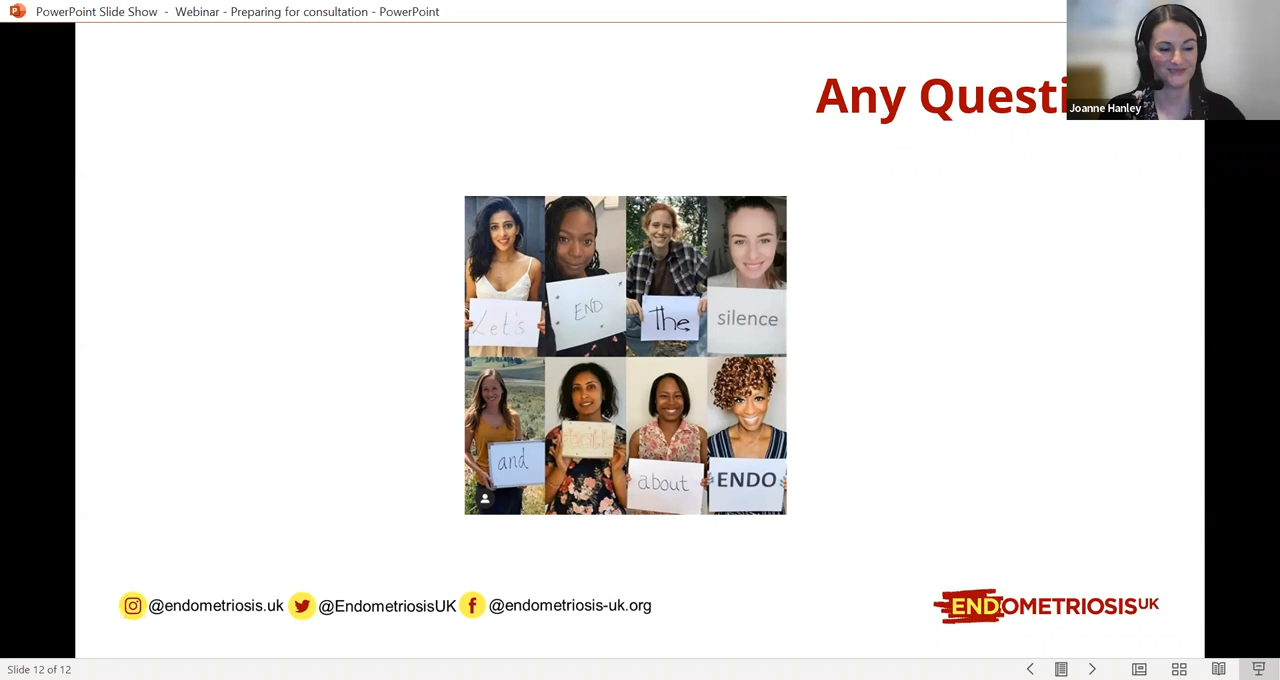 PowerPoint Slide Show - Webinar - Preparing for consultation - PowerPoint
Joanne Hanley
Any Questi
Let's
END
The
silence
and
talk
about
ENDO
@endometriosis.uk
@EndometriosisUK
@endometriosis-uk.org
ENDOMETRIOSIS UK
Slide 12 of 12